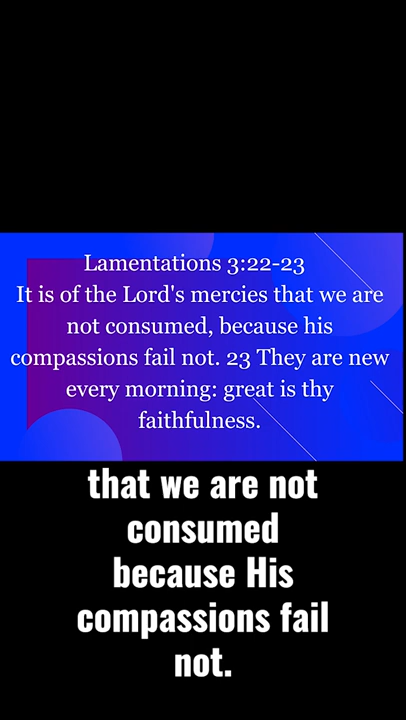 Lamentations 3:22-23
It is of the Lord's mercies that we are
not consumed, because his
compassions fail not. 23 They are new
every morning: great is thy
faithfulness.
that we are not
consumed
because His
compassions fail
not.